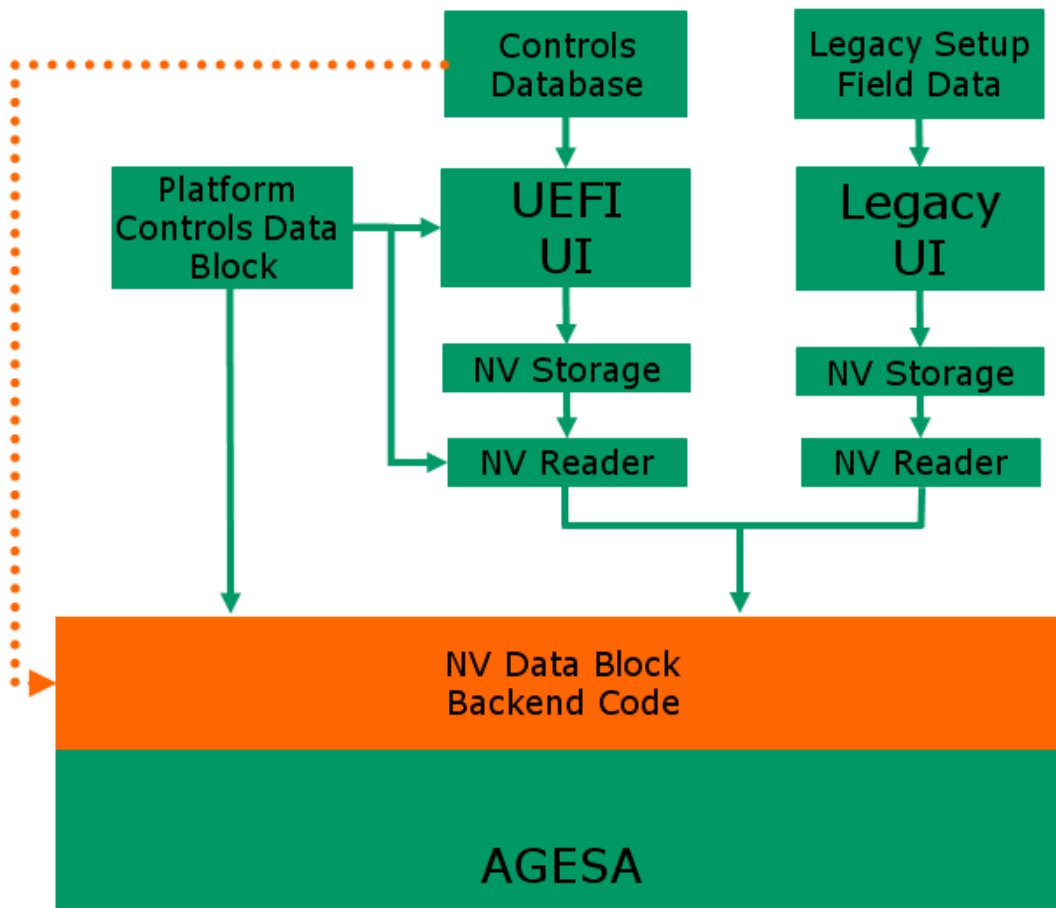 Controls
Database
Legacy Setup
Field Data
Platform
Controls Data
Block
UEFI
UI
Legacy
UI
NV Storage
NV Storage
NV Reader
NV Reader
NV Data Block
Backend Code
AGESA